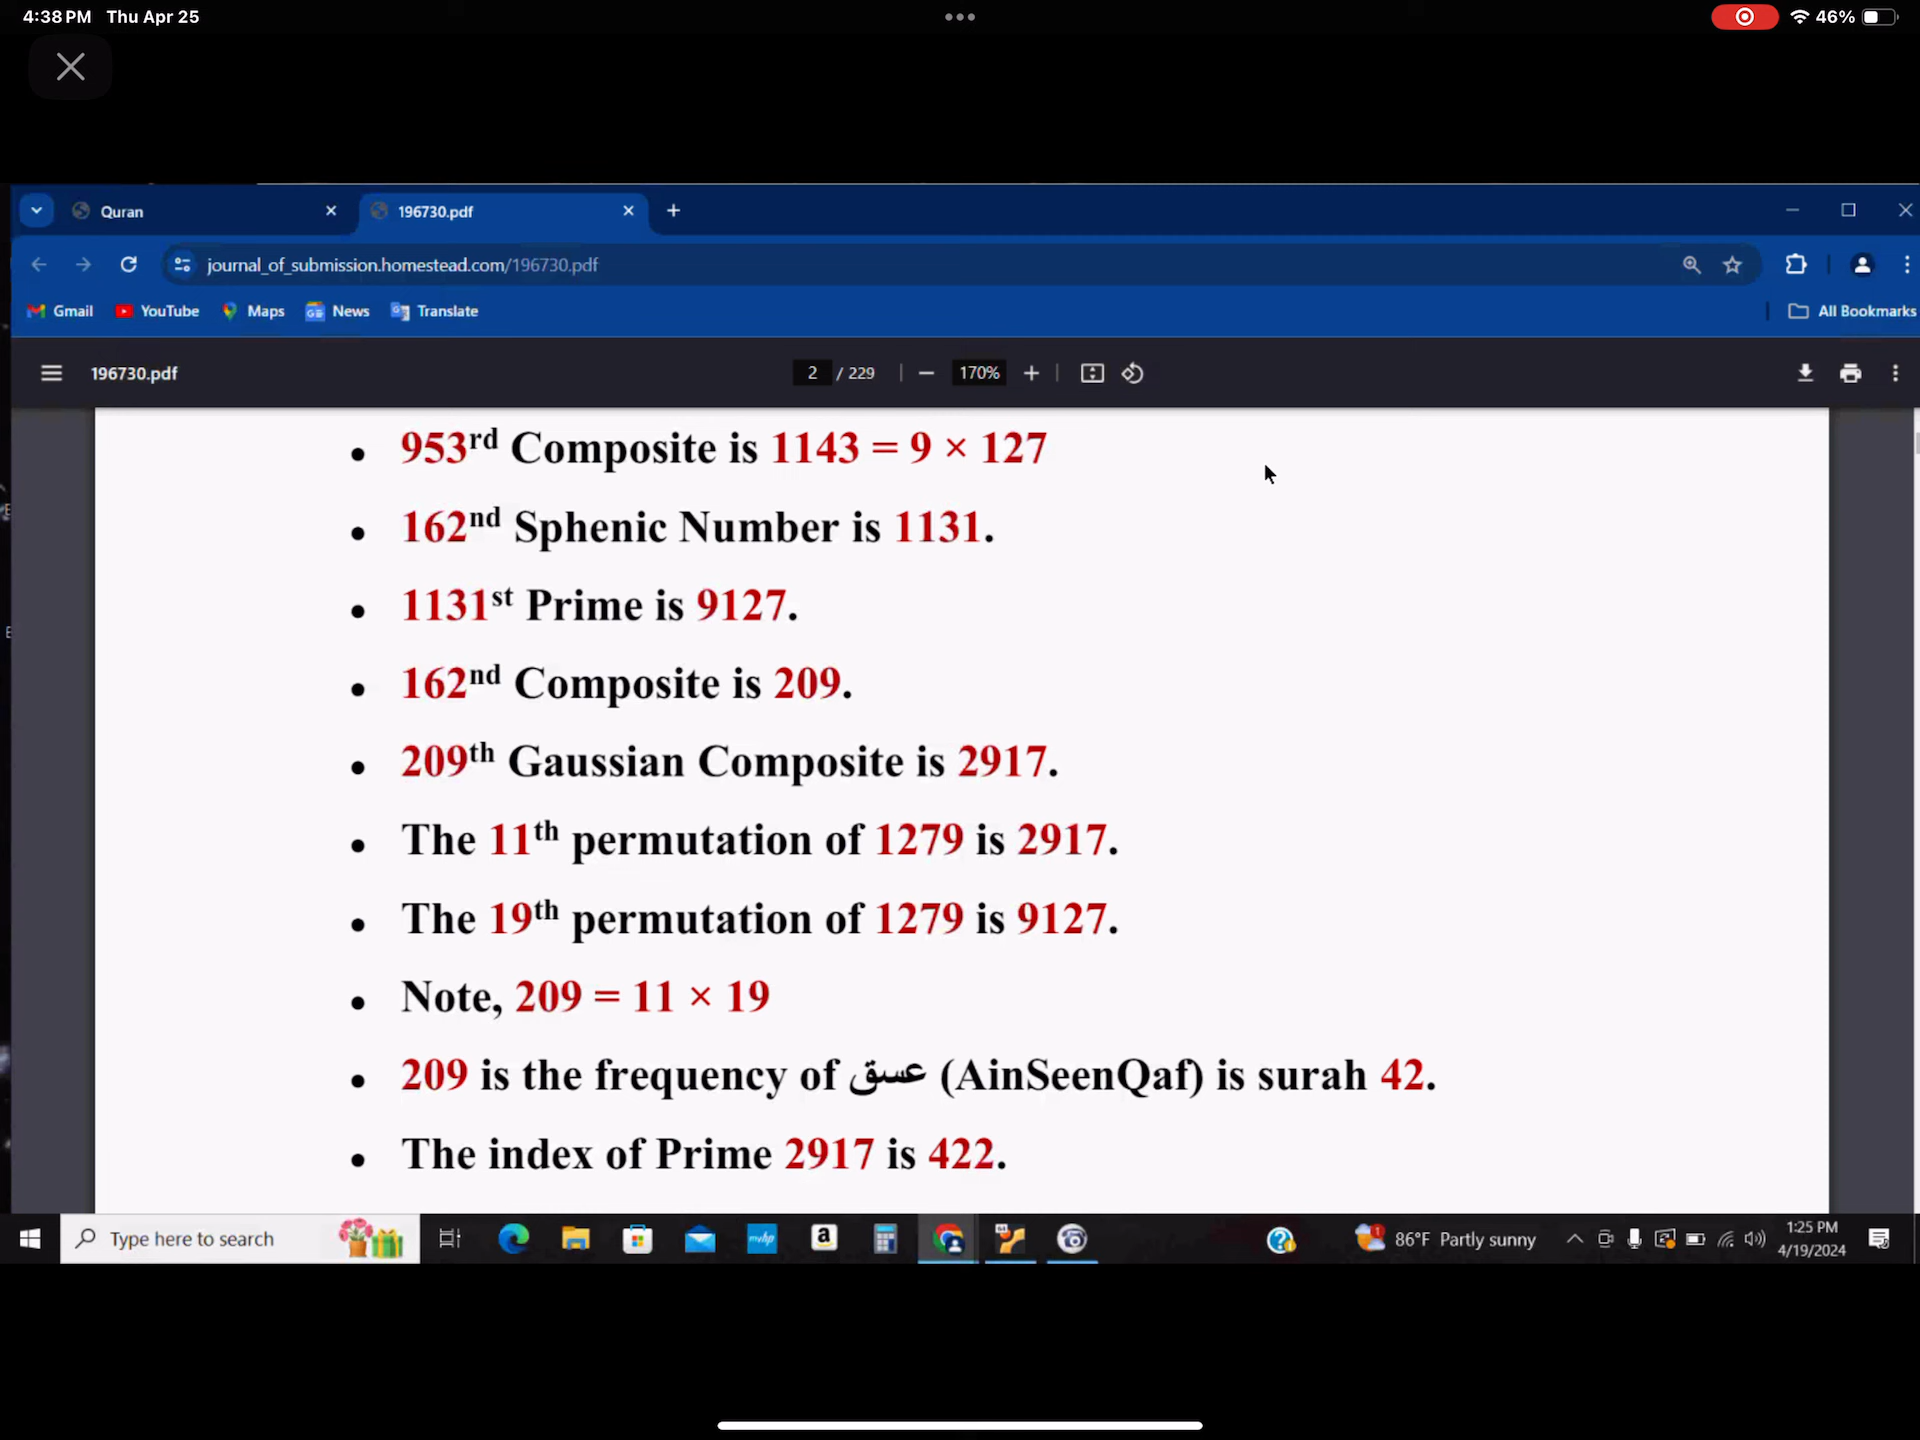 4:38 PM Thu Apr 25
46%
Quran
196730.pdf
journal_of_submission.homestead.com/196730.pdf
Gmail YouTube Maps News Translate All Bookmarks
196730.pdf 2 / 229 170%
• 953rd Composite is 1143 = 9 × 127
• 162nd Sphenic Number is 1131.
• 1131st Prime is 9127.
• 162nd Composite is 209.
• 209th Gaussian Composite is 2917.
• The 11th permutation of 1279 is 2917.
• The 19th permutation of 1279 is 9127.
• Note, 209 = 11 × 19
• 209 is the frequency of عسق (AinSeenQaf) is surah 42.
• The index of Prime 2917 is 422.
Type here to search
86°F Partly sunny
1:25 PM
4/19/2024